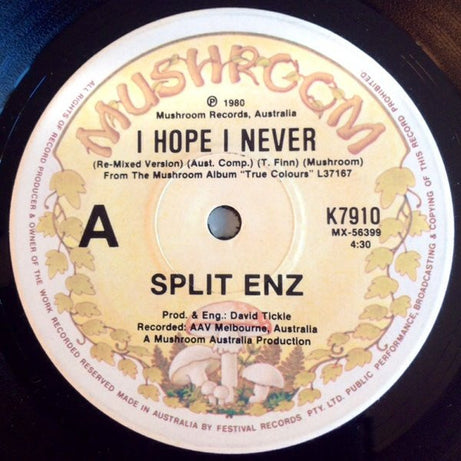 MUSHROOM
℗ 1980
Mushroom Records, Australia
I HOPE I NEVER
(Re-Mixed Version) (Aust. Comp.) (T. Finn) (Mushroom)
From The Mushroom Album "True Colours" L37167
A
K7910
MX-56399
4:30
SPLIT ENZ
Prod. & Eng.: David Tickle
Recorded: AAV Melbourne, Australia
A Mushroom Australia Production
ALL RIGHTS OF RECORD PRODUCER & OWNER OF THE WORK RECORDED RESERVED MADE IN AUSTRALIA BY FESTIVAL RECORDS PTY. LTD. PUBLIC PERFORMANCE, BROADCASTING & COPYING OF THIS RECORD PROHIBITED.